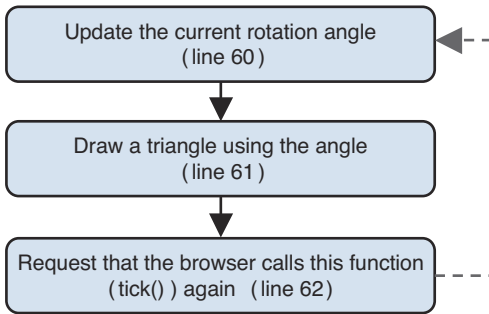 Update the current rotation angle
(line 60)
Draw a triangle using the angle
(line 61)
Request that the browser calls this function
(tick() ) again (line 62)